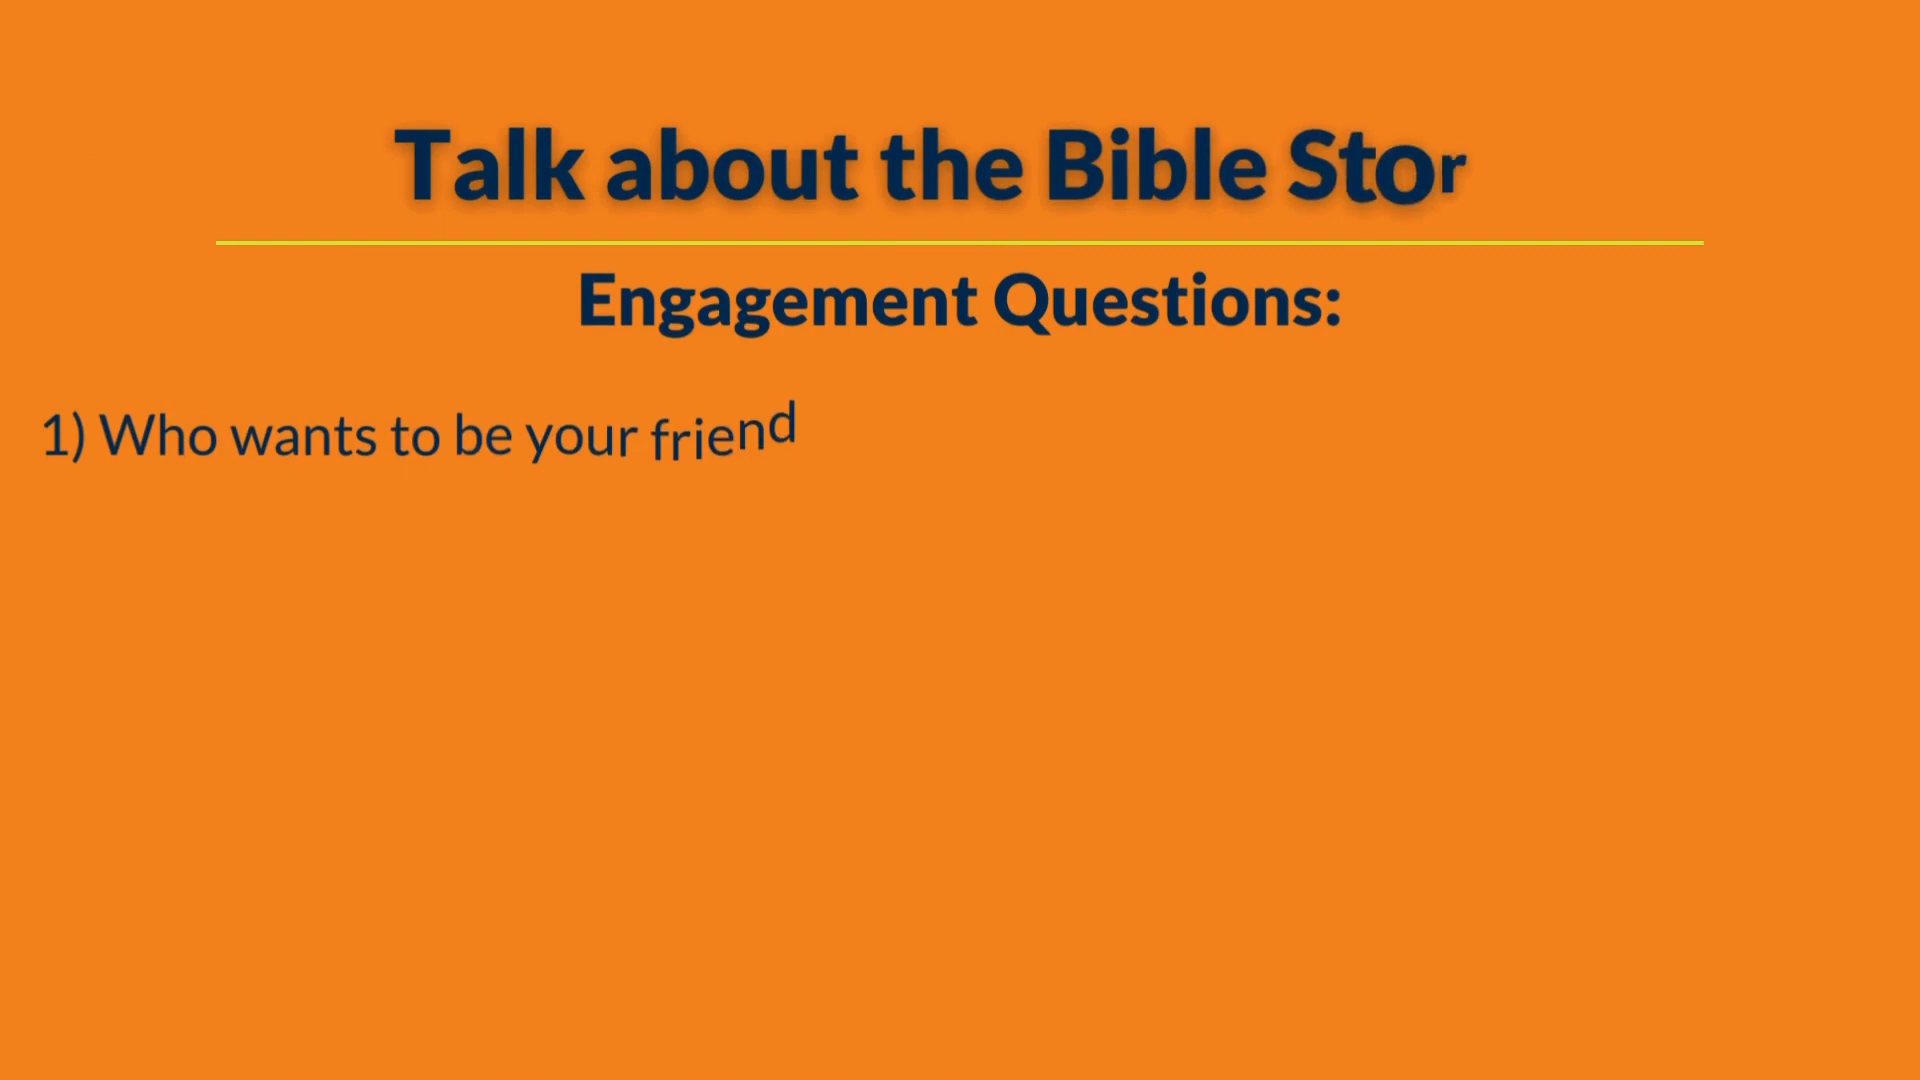 Talk about the Bible Stor
Engagement Questions:
1) Who wants to be your friend